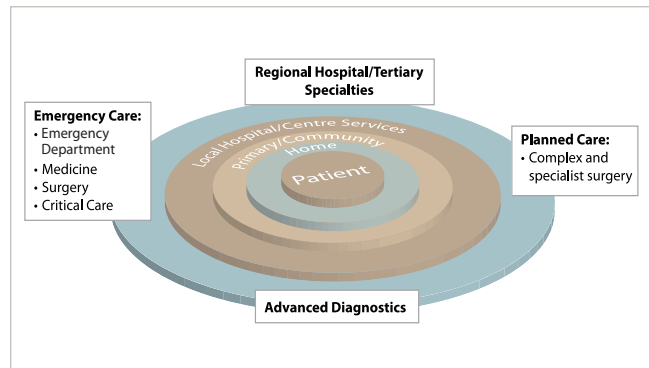 Regional Hospital/Tertiary
Specialties
Emergency Care:
• Emergency
Department
• Medicine
• Surgery
• Critical Care
Local Hospital/Centre Services
Primary/Community
Home
Patient
Planned Care:
• Complex and
specialist surgery
Advanced Diagnostics